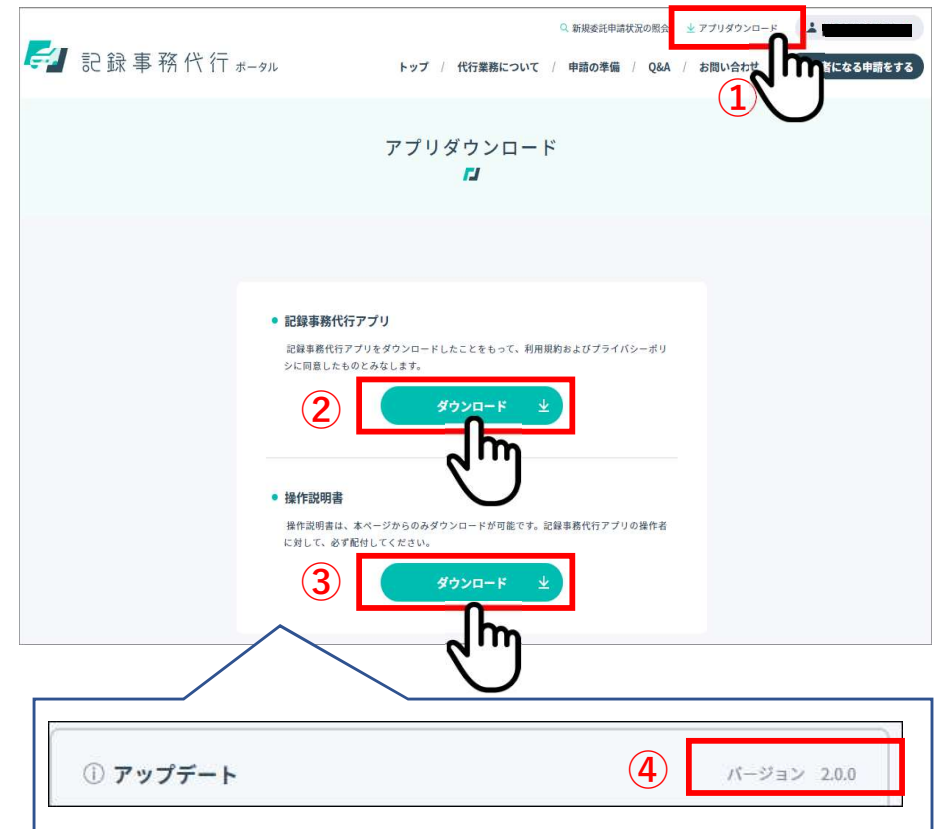 新規委託申請状況の照会 アプリダウンロード
記録事務代行 ポータル
トップ / 代行業務について / 申請の準備 / Q&A / お問い合わせ
者になる申請をする
①
アプリダウンロード
記録事務代行アプリ
記録事務代行アプリをダウンロードしたことをもって、利用規約およびプライバシーポリ
シに同意したものとみなします。
② ダウンロード
操作説明書
操作説明書は、本ページからのみダウンロードが可能です。記録事務代行アプリの操作者
に対して、必ず配付してください。
③ ダウンロード
アップデート ④ バージョン 2.0.0